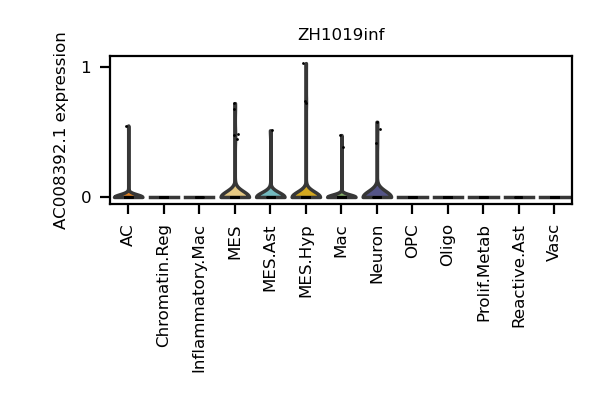 ZH1019inf
AC008392.1 expression
1
0
AC
Chromatin.Reg
Inflammatory.Mac
MES
MES.Ast
MES.Hyp
Mac
Neuron
OPC
Oligo
Prolif.Metab
Reactive.Ast
Vasc